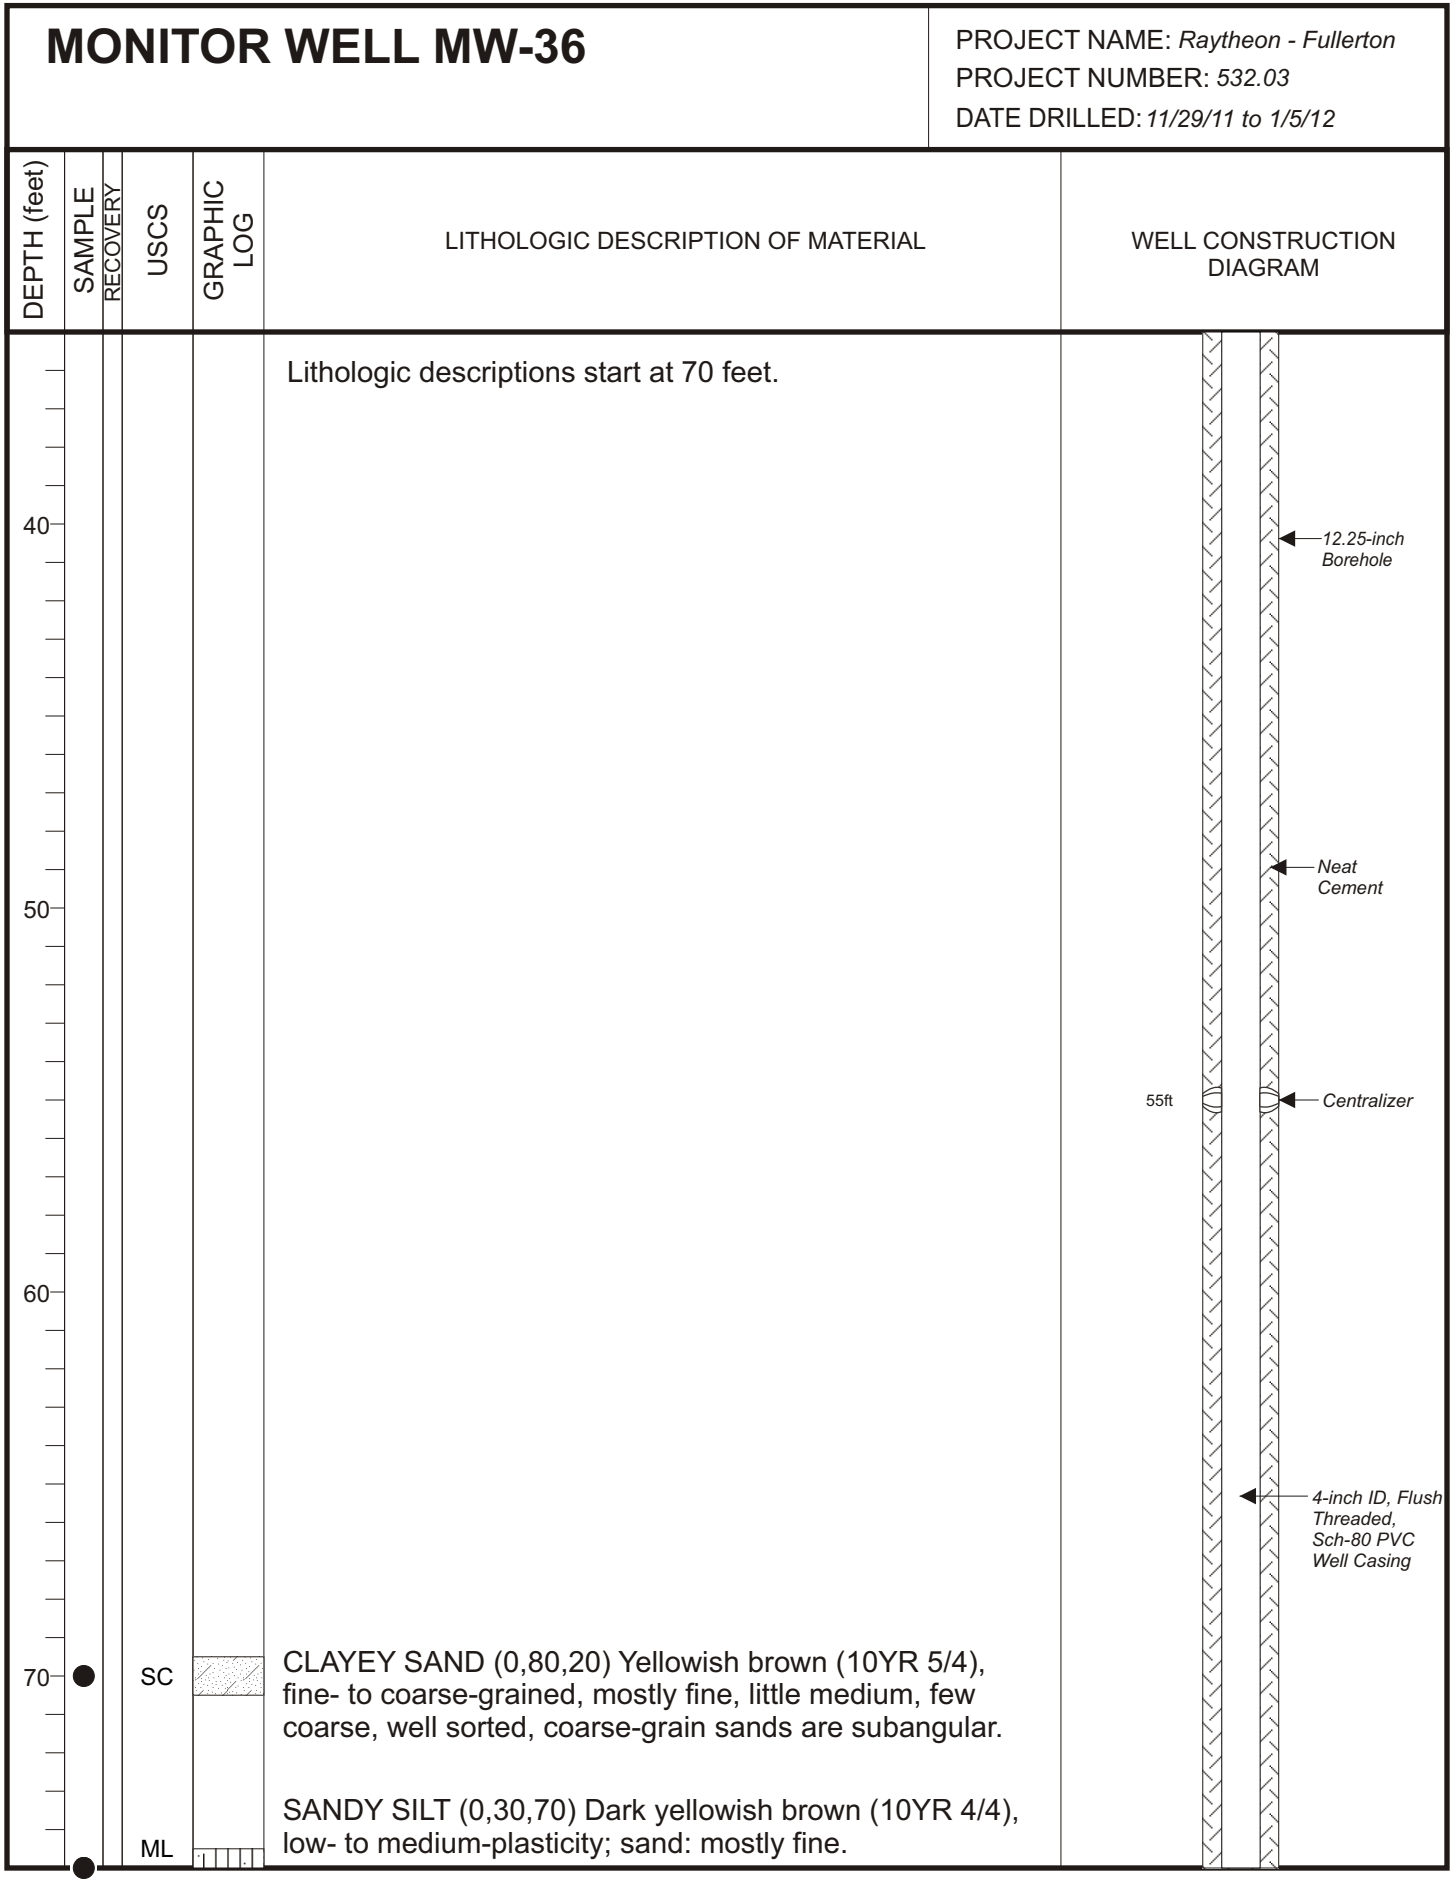 MONITOR WELL MW-36
PROJECT NAME: Raytheon - Fullerton
PROJECT NUMBER: 532.03
DATE DRILLED: 11/29/11 to 1/5/12
DEPTH (feet)
SAMPLE
RECOVERY
USCS
GRAPHIC
LOG
LITHOLOGIC DESCRIPTION OF MATERIAL
WELL CONSTRUCTION
DIAGRAM
Lithologic descriptions start at 70 feet.
40
12.25-inch
Borehole
Neat
Cement
50
55ft
Centralizer
60
4-inch ID, Flush
Threaded,
Sch-80 PVC
Well Casing
70
SC
CLAYEY SAND (0,80,20) Yellowish brown (10YR 5/4),
fine- to coarse-grained, mostly fine, little medium, few
coarse, well sorted, coarse-grain sands are subangular.
ML
SANDY SILT (0,30,70) Dark yellowish brown (10YR 4/4),
low- to medium-plasticity; sand: mostly fine.